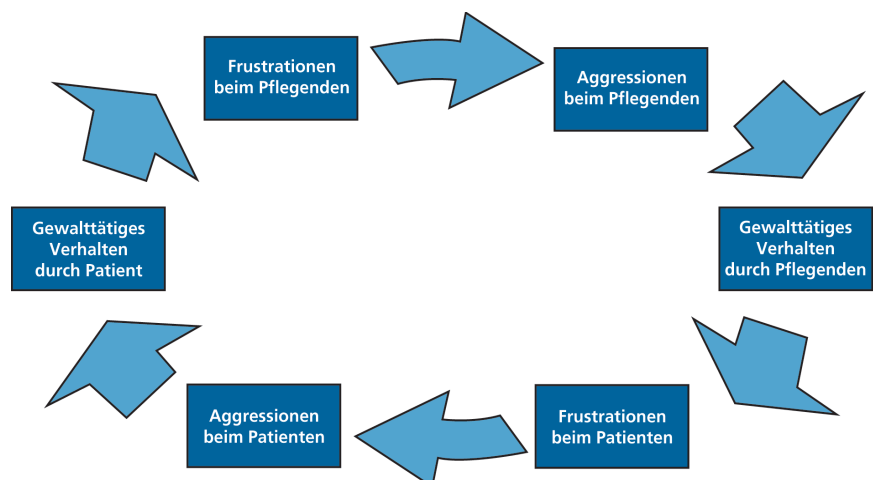 Frustrationen
beim Pflegenden
Aggressionen
beim Pflegenden
Gewalttätiges
Verhalten
durch Patient
Gewalttätiges
Verhalten
durch Pflegenden
Aggressionen
beim Patienten
Frustrationen
beim Patienten